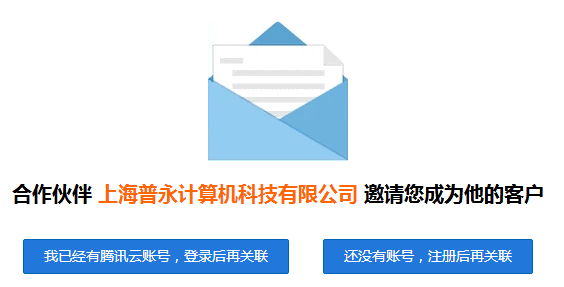 合作伙伴 上海普永计算机科技有限公司 邀请您成为他的客户
我已经有腾讯云账号，登录后再关联
还没有账号，注册后再关联